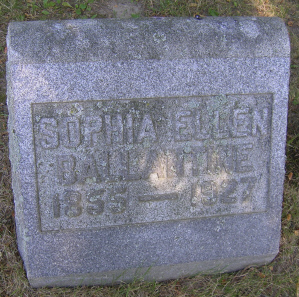 SOPHIA ELLEN
BALLANTINE
1855 — 1927